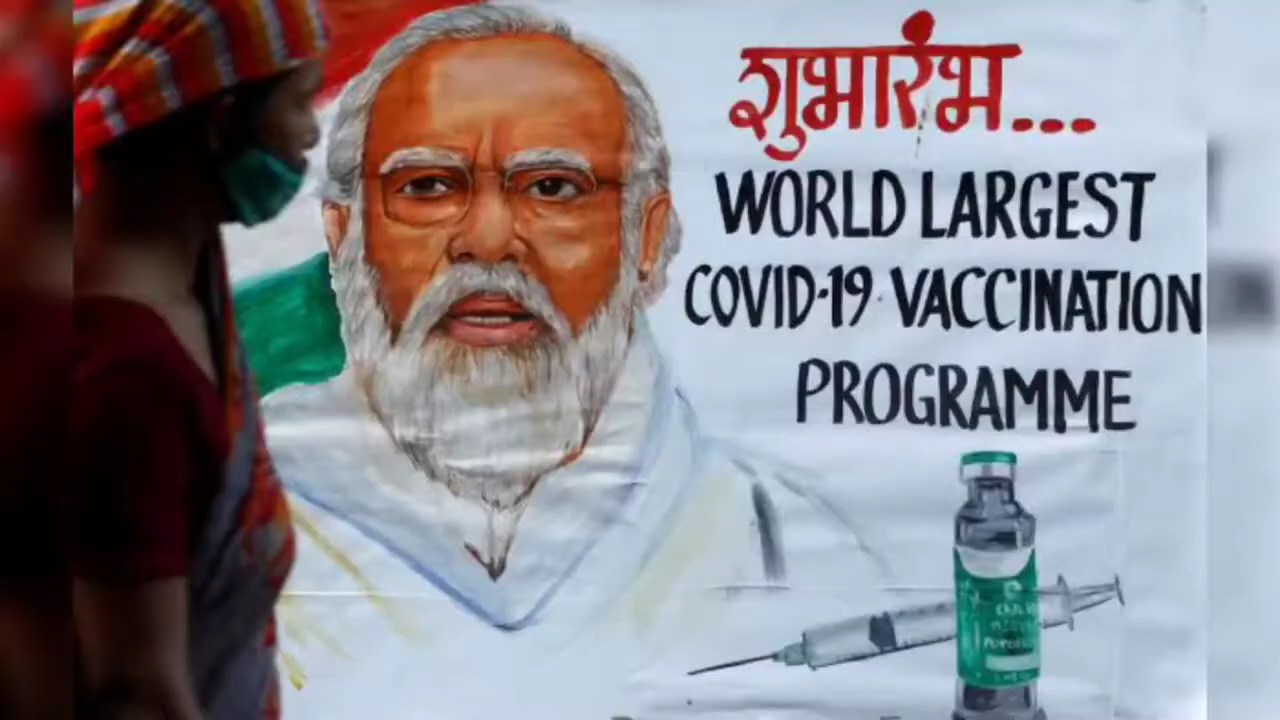 शुभारंभ...
WORLD LARGEST
COVID-19 VACCINATION
PROGRAMME